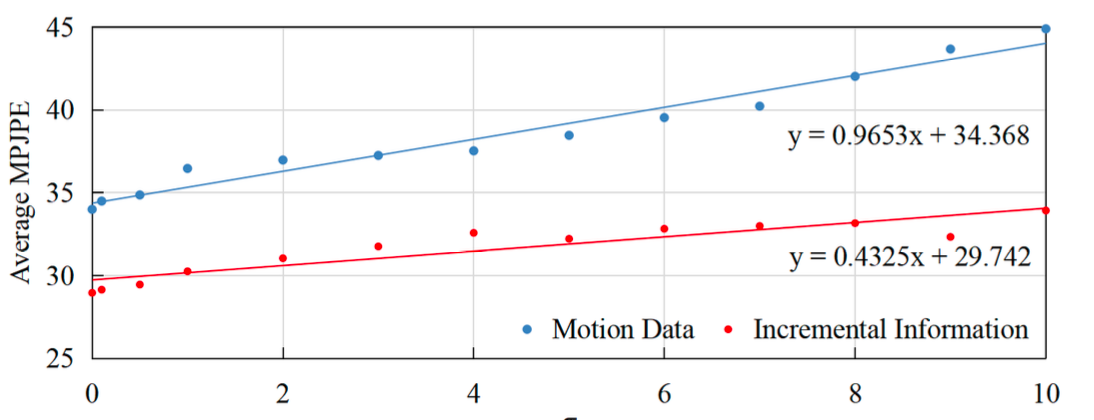 45
40
35
30
25
Average MPJPE
y = 0.9653x + 34.368
y = 0.4325x + 29.742
Motion Data
Incremental Information
0 2 4 6 8 10